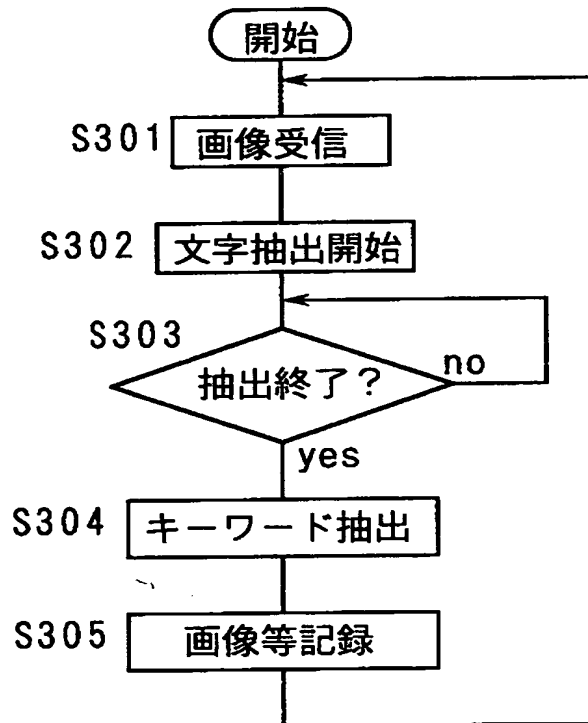 開始
S301 画像受信
S302 文字抽出開始
S303
抽出終了?
no
yes
S304 キーワード抽出
S305 画像等記録